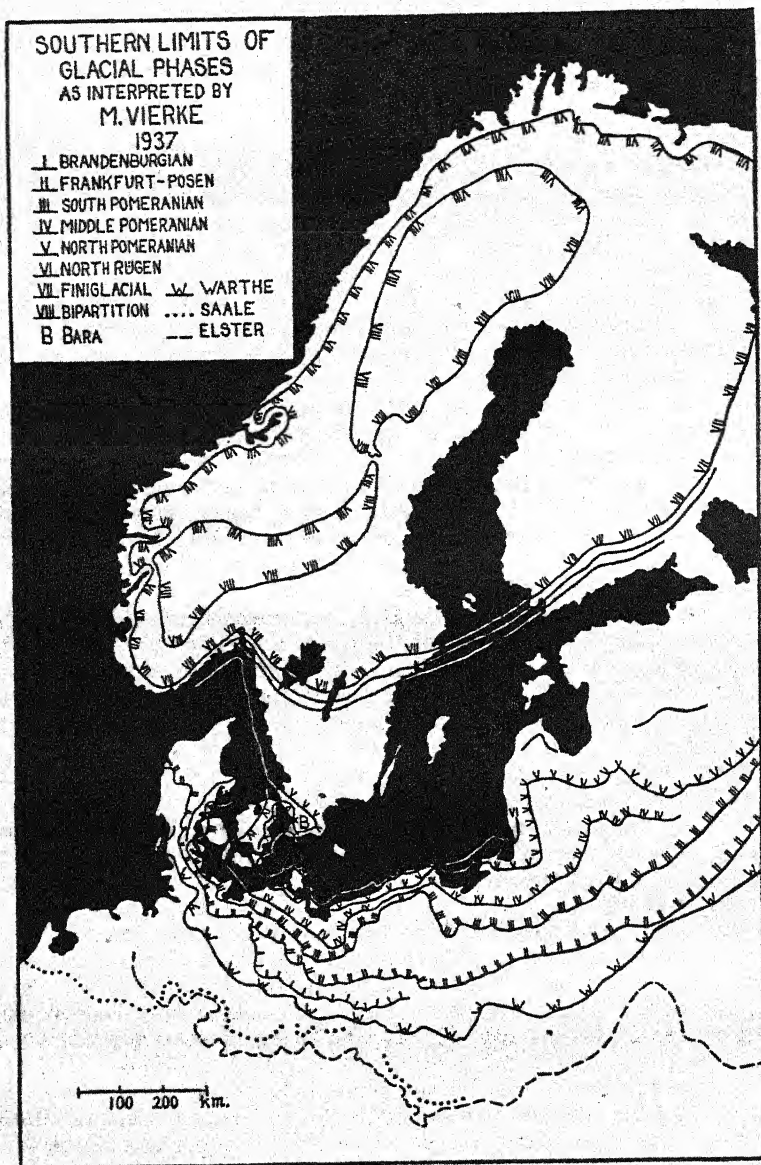 SOUTHERN LIMITS OF
GLACIAL PHASES
AS INTERPRETED BY
M. VIERKE
1937
I BRANDENBURGIAN
II FRANKFURT-POSEN
III SOUTH POMERANIAN
IV MIDDLE POMERANIAN
V NORTH POMERANIAN
VI NORTH RÜGEN
VII FINIGLACIAL W WARTHE
VIII BIPARTITION .... SAALE
B BARA -- ELSTER
B
100 200 km.